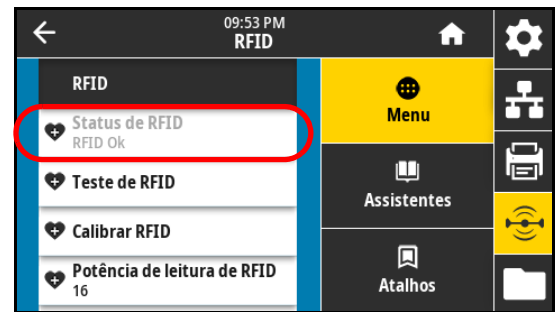 09:53 PM
RFID
RFID
Status de RFID
RFID Ok
Teste de RFID
Calibrar RFID
Potência de leitura de RFID
16
Menu
Assistentes
Atalhos